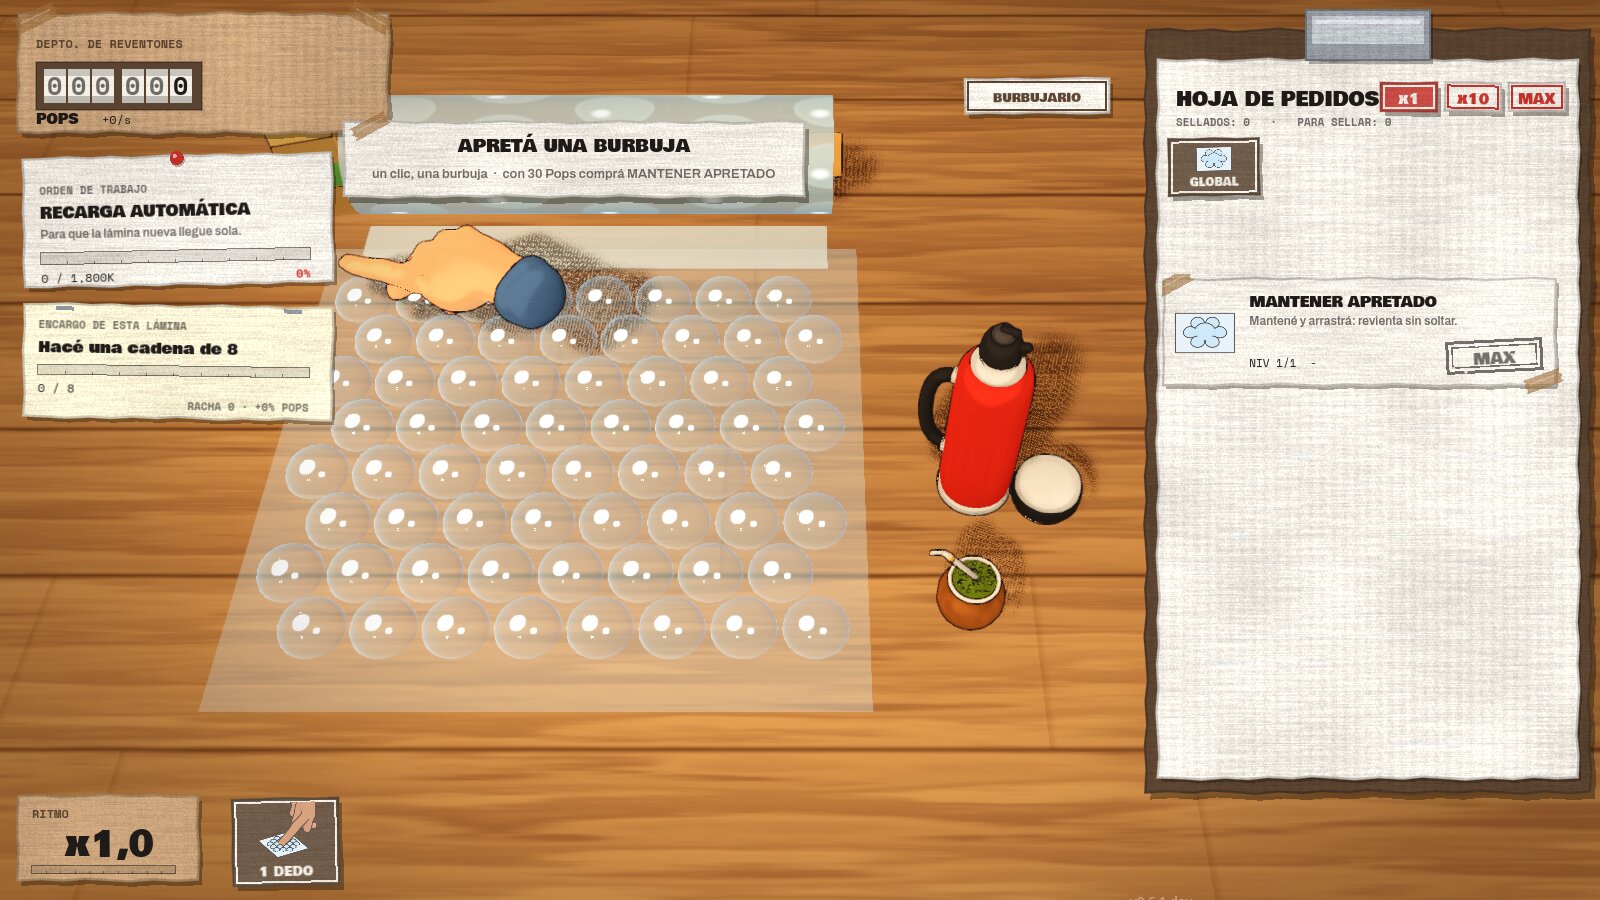 DEPTO. DE REVENTONES
000 000
POPS +0/s
ORDEN DE TRABAJO
RECARGA AUTOMÁTICA
Para que la lámina nueva llegue sola.
0 / 1.800K 0%
ENCARGO DE ESTA LÁMINA
Hacé una cadena de 8
0 / 8
RACHA 0 · +0% POPS
APRETÁ UNA BURBUJA
un clic, una burbuja · con 30 Pops comprá MANTENER APRETADO
BURBUJARIO
HOJA DE PEDIDOS x1 x10 MAX
SELLADOS: 0 · PARA SELLAR: 0
GLOBAL
MANTENER APRETADO
Mantené y arrastrá: revienta sin soltar.
NIV 1/1 -
MAX
RITMO
x1,0
1 DEDO